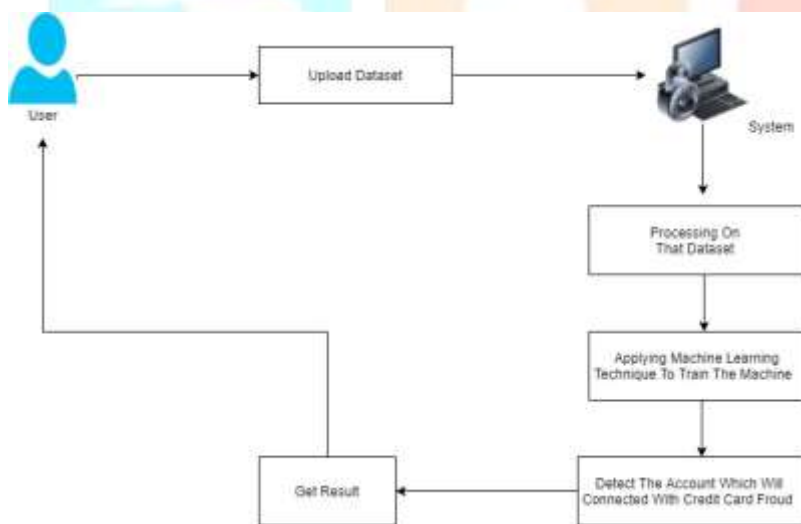 Upload Dataset
User
System
Processing On
That Dataset
Applying Machine Learning
Technique To Train The Machine
Detect The Account Which Will
Connected With Credit Card Froud
Get Result